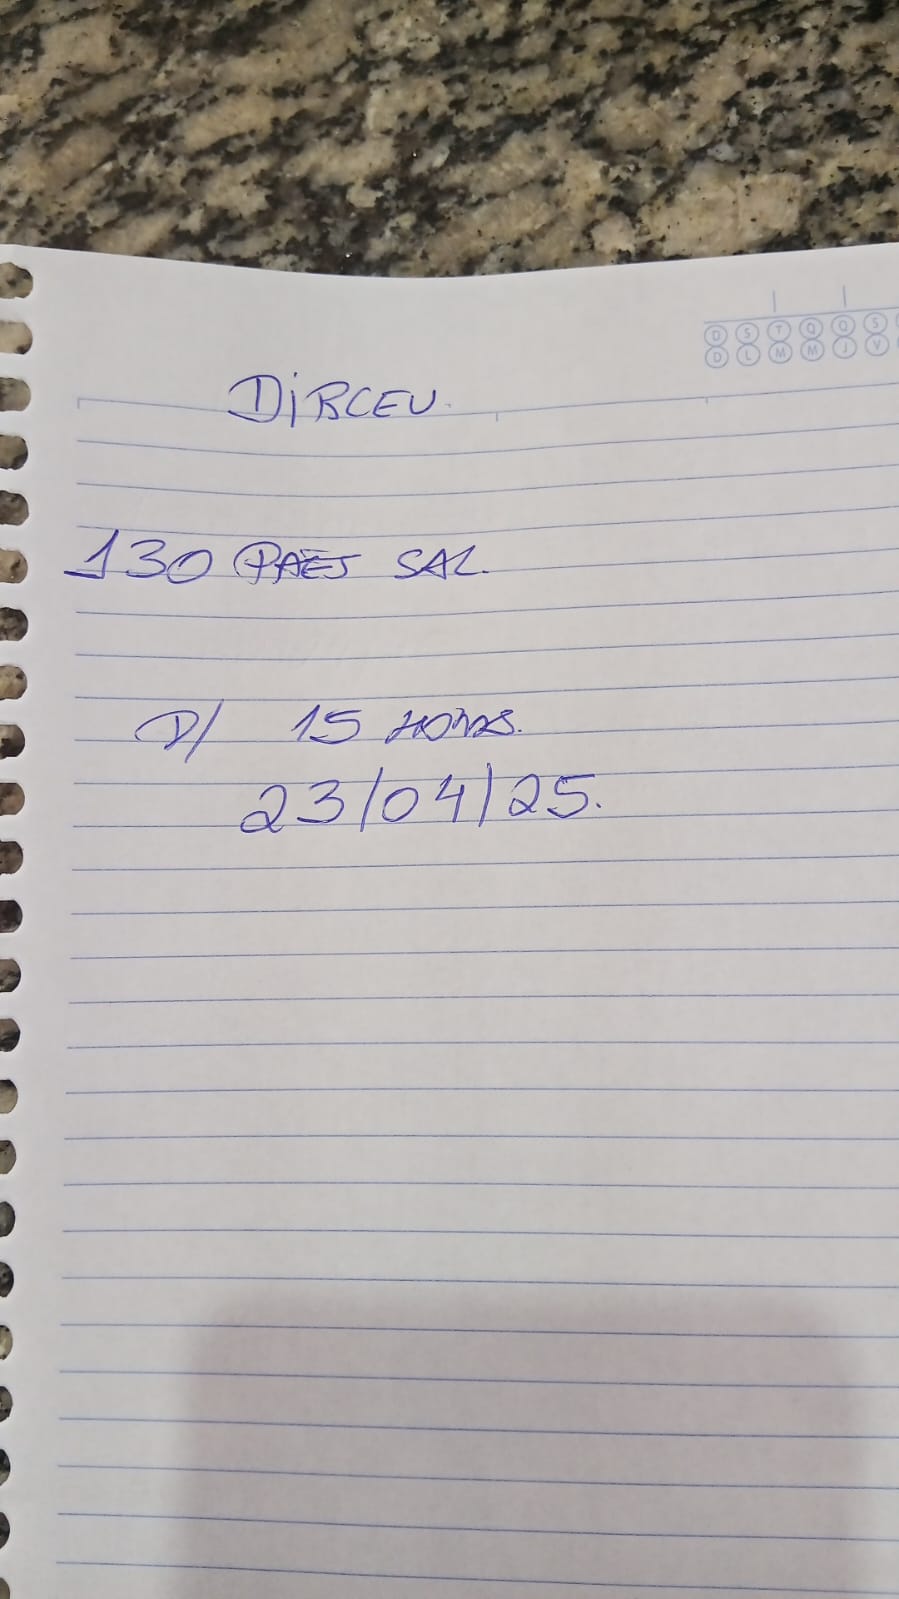 D S T Q Q S
D L M M J V
DIRCEU.
130 PÃES SAL.
P/ 15 HORAS.
23/04/25.